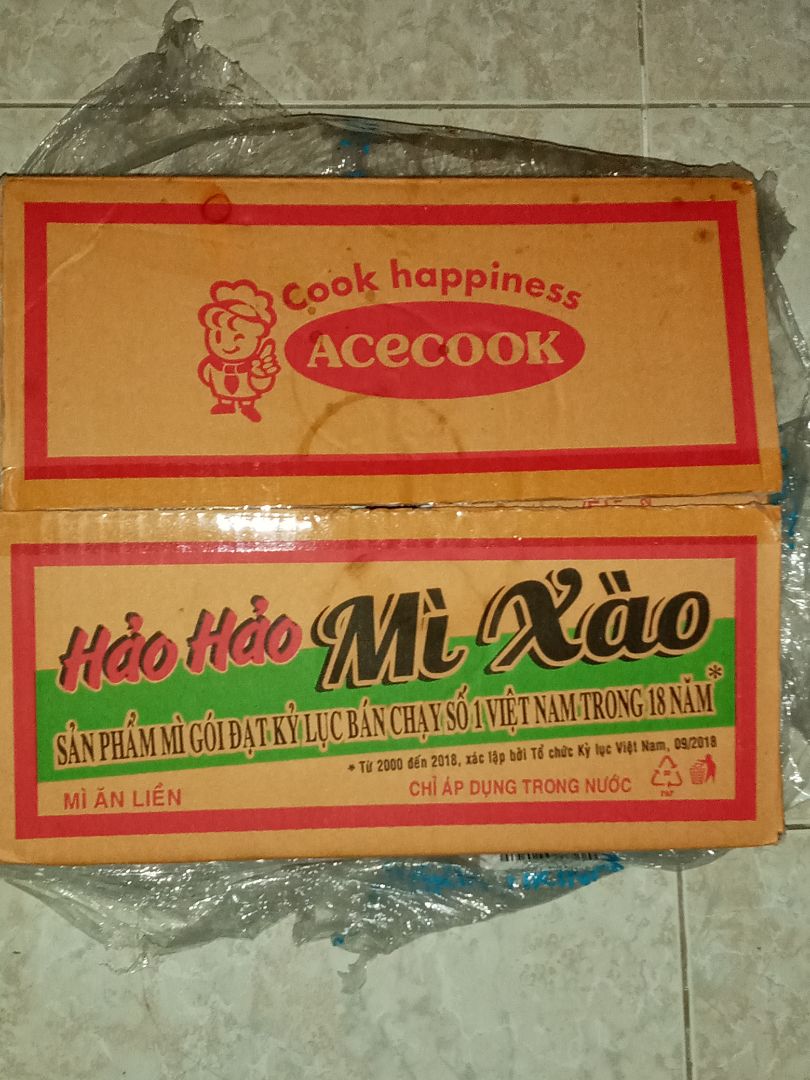 Cook happiness
ACECOOK
Hảo Hảo Mì Xào
SẢN PHẨM MÌ GÓI ĐẠT KỶ LỤC BÁN CHẠY SỐ 1 VIỆT NAM TRONG 18 NĂM*
* Từ 2000 đến 2018, xác lập bởi Tổ chức Kỷ lục Việt Nam, 09/2018
MÌ ĂN LIỀN
CHỈ ÁP DỤNG TRONG NƯỚC
PAP